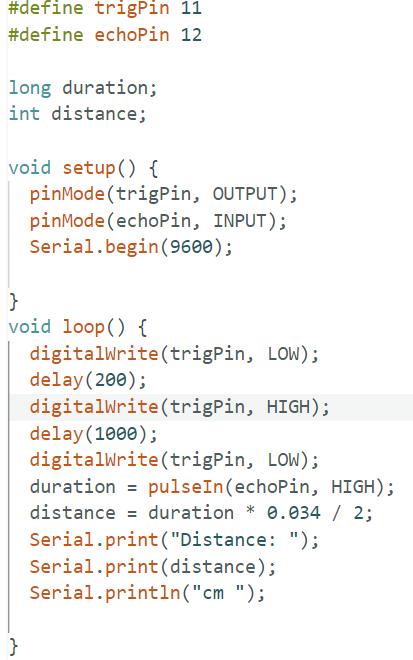 #define trigPin 11
#define echoPin 12
long duration;
int distance;
void setup() {
pinMode(trigPin, OUTPUT);
pinMode(echoPin, INPUT);
Serial.begin(9600);
}
void loop() {
digitalWrite(trigPin, LOW);
delay(200);
digitalWrite(trigPin, HIGH);
delay(1000);
digitalWrite(trigPin, LOW);
duration = pulseIn(echoPin, HIGH);
distance = duration * 0.034 / 2;
Serial.print("Distance: ");
Serial.print(distance);
Serial.println("cm ");
}